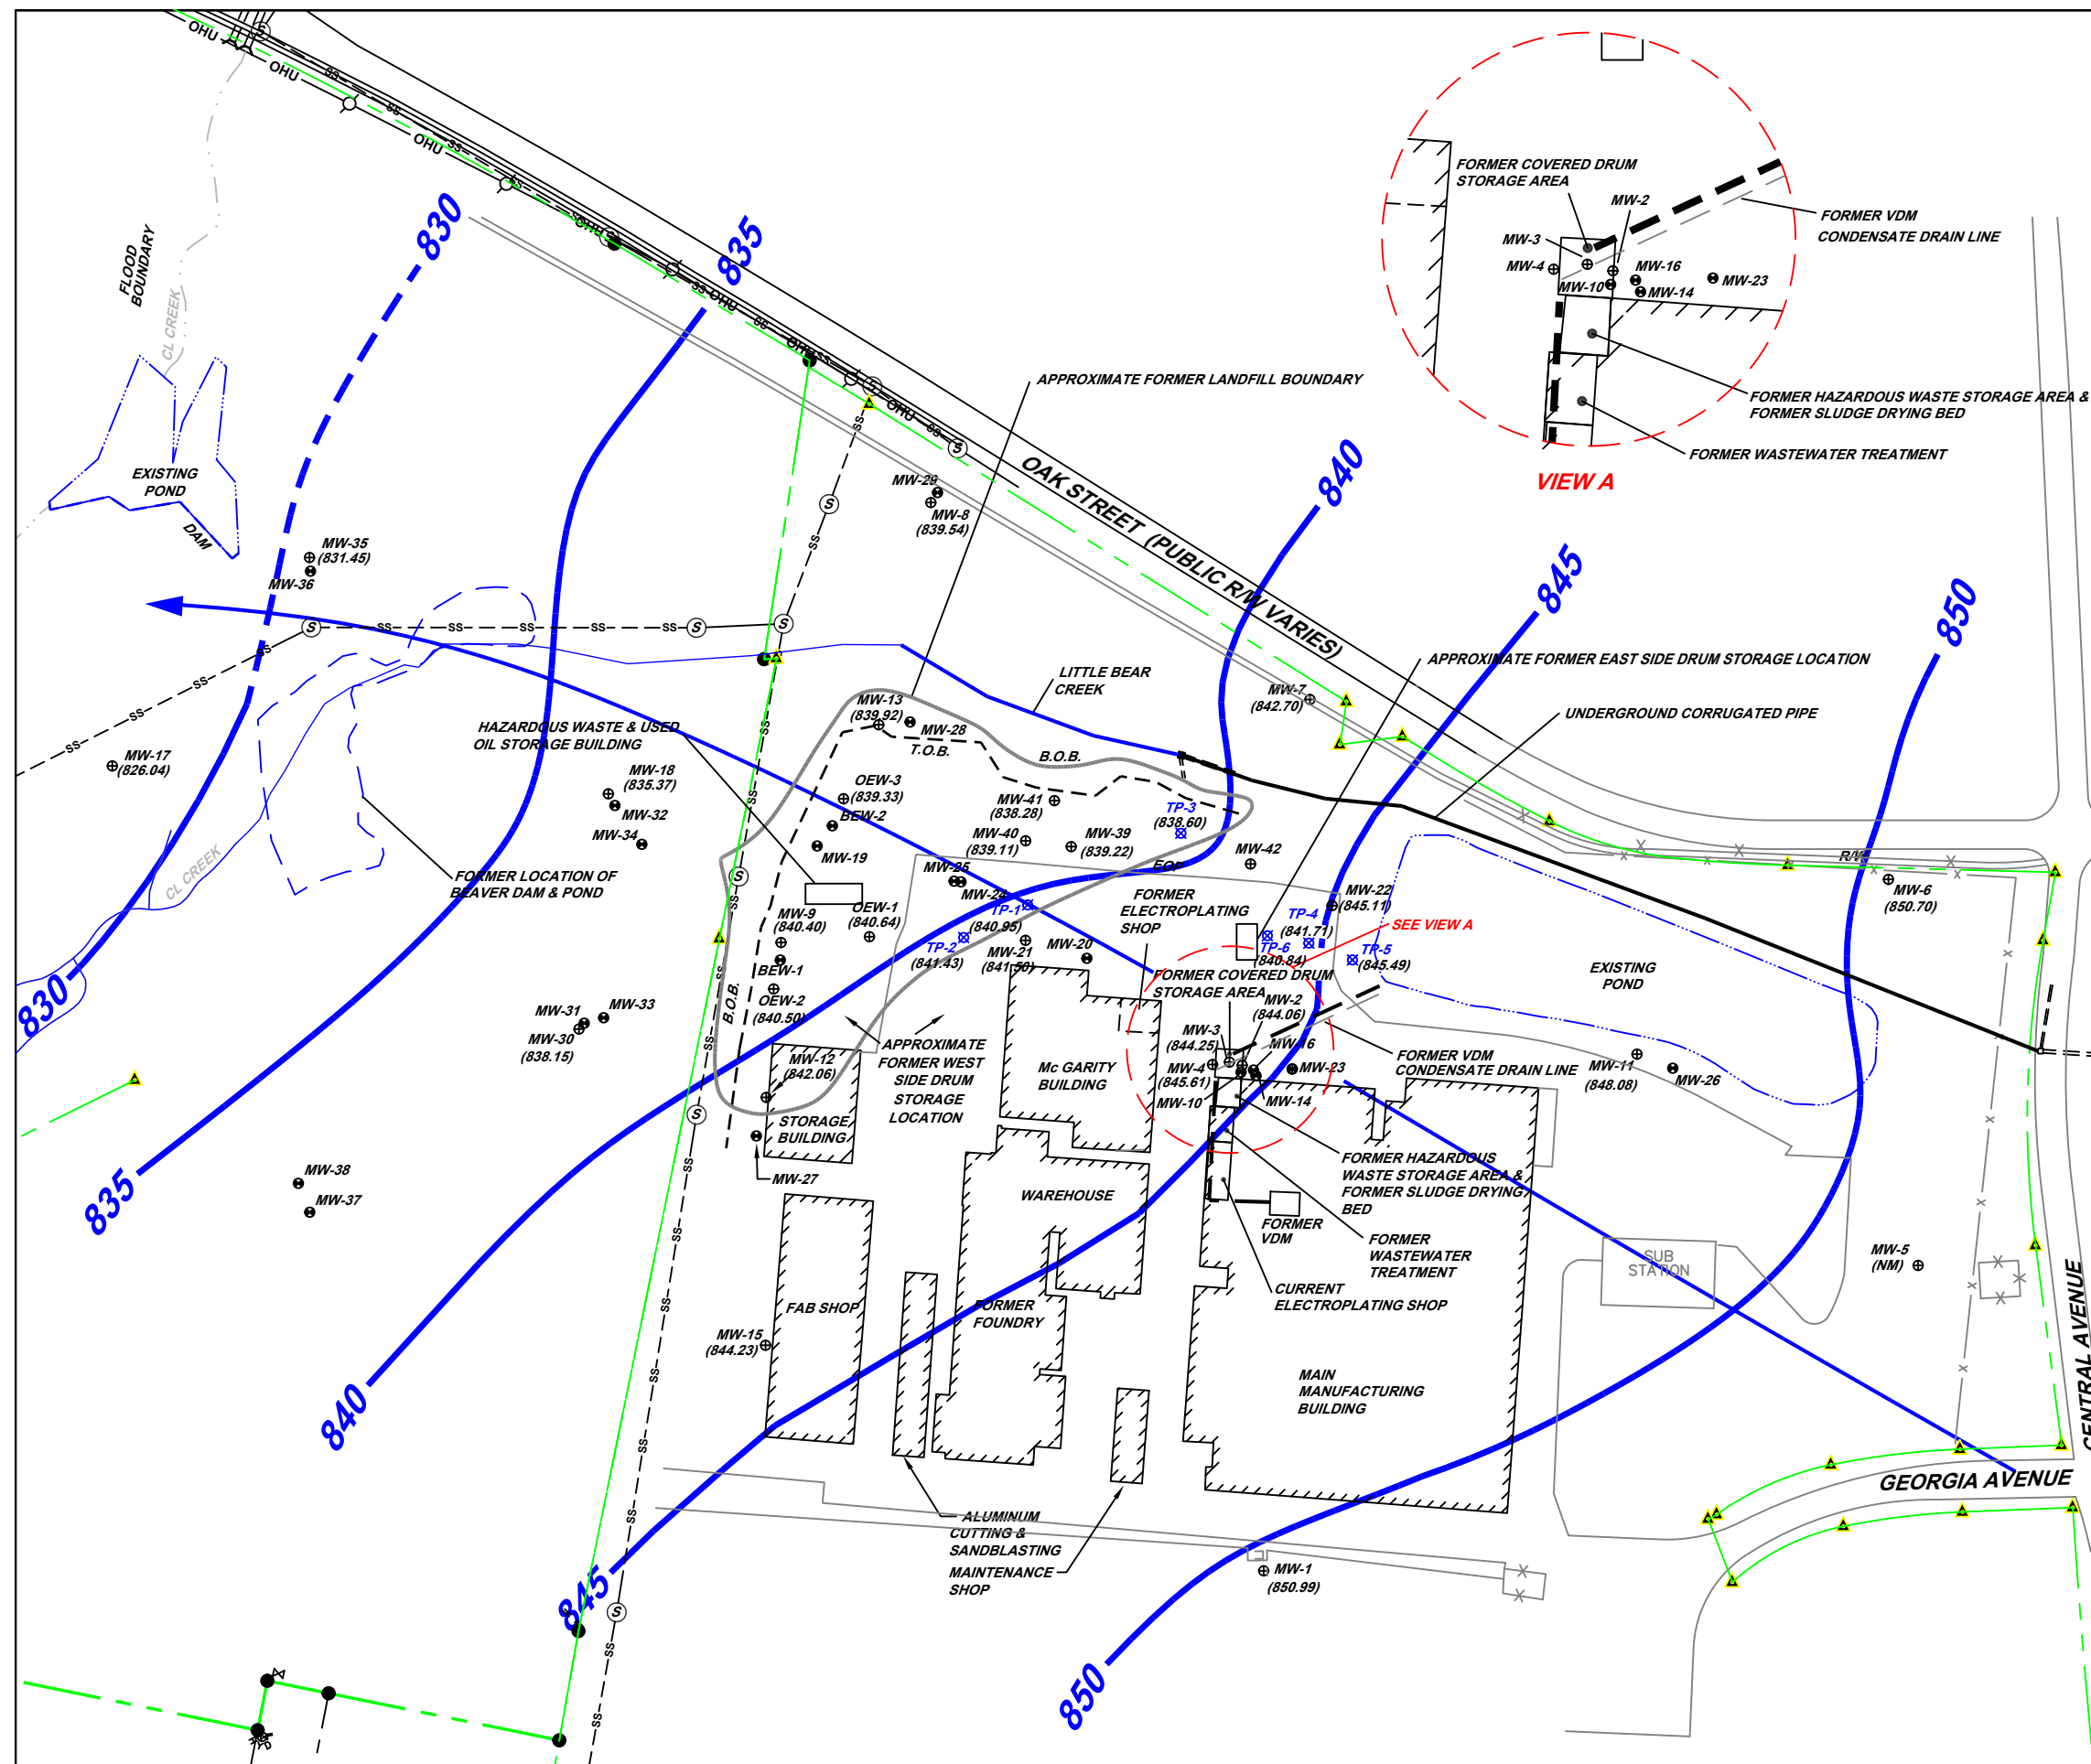 OHU
OHU
OHU
OHU
OHU
OHU
OHU
FLOOD
BOUNDARY
CL CREEK
830
835
FORMER COVERED DRUM
STORAGE AREA
MW-2
MW-3
MW-4
MW-16
MW-10
MW-14
MW-23
FORMER VDM
CONDENSATE DRAIN LINE
FORMER HAZARDOUS WASTE STORAGE AREA &
FORMER SLUDGE DRYING BED
FORMER WASTEWATER TREATMENT
VIEW A
APPROXIMATE FORMER LANDFILL BOUNDARY
EXISTING
POND
DAM
MW-35
(831.45)
MW-36
MW-29
MW-8
(839.54)
OAK STREET (PUBLIC R/W VARIES)
840
845
850
APPROXIMATE FORMER EAST SIDE DRUM STORAGE LOCATION
LITTLE BEAR
CREEK
MW-7
(842.70)
UNDERGROUND CORRUGATED PIPE
MW-13
(839.92)
MW-28
T.O.B.
B.O.B.
HAZARDOUS WASTE & USED
OIL STORAGE BUILDING
MW-17
(826.04)
MW-18
(835.37)
MW-32
MW-34
OEW-3
(839.33)
BEW-2
MW-19
MW-41
(838.28)
MW-40
(839.11)
MW-39
(839.22)
TP-3
(838.60)
MW-42
EOP
R/W
MW-6
(850.70)
CL CREEK
FORMER LOCATION OF
BEAVER DAM & POND
MW-25
MW-24
TP-1
(840.95)
TP-2
(841.43)
MW-21
(841.50)
MW-20
MW-9
(840.40)
OEW-1
(840.64)
BEW-1
OEW-2
(840.50)
B.O.B.
FORMER
ELECTROPLATING
SHOP
MW-22
(845.11)
TP-4
(841.71)
TP-6
(840.84)
TP-5
(845.49)
SEE VIEW A
EXISTING
POND
FORMER COVERED DRUM
STORAGE AREA
MW-2
(844.06)
MW-3
(844.25)
MW-16
MW-4
(845.61)
MW-23
MW-10
MW-14
FORMER VDM
CONDENSATE DRAIN LINE
MW-11
(848.08)
MW-26
830
MW-31
MW-33
MW-30
(838.15)
MW-12
(842.06)
APPROXIMATE
FORMER WEST
SIDE DRUM
STORAGE
LOCATION
Mc GARITY
BUILDING
STORAGE
BUILDING
MW-27
MW-38
MW-37
835
WAREHOUSE
FORMER HAZARDOUS
WASTE STORAGE AREA &
FORMER SLUDGE DRYING
BED
FORMER
VDM
FORMER
WASTEWATER
TREATMENT
CURRENT
ELECTROPLATING SHOP
SUB
STATION
MW-5
(NM)
FAB SHOP
FORMER
FOUNDRY
MW-15
(844.23)
840
MAIN
MANUFACTURING
BUILDING
CENTRAL AVENUE
GEORGIA AVENUE
ALUMINUM
CUTTING &
SANDBLASTING
MAINTENANCE
SHOP
MW-1
(850.99)
845
850